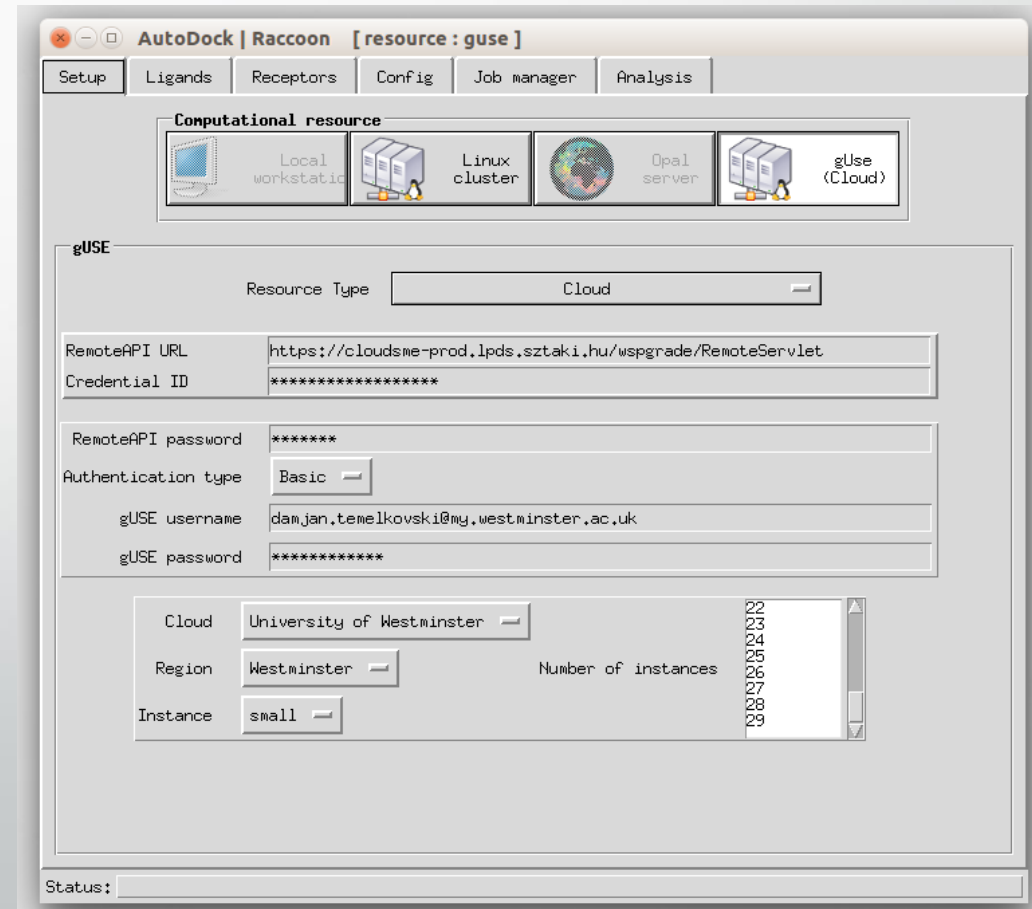 AutoDock | Raccoon [ resource : guse ]
Setup Ligands Receptors Config Job manager Analysis
Computational resource
Local
workstatic
Linux
cluster
Opal
server
gUse
(Cloud)
gUSE
Resource Type Cloud
RemoteAPI URL https://cloudsme-prod.lpds.sztaki.hu/wspgrade/RemoteServlet
Credential ID ******************
RemoteAPI password *******
Authentication type Basic
gUSE username damjan.temelkovski@my.westminster.ac.uk
gUSE password ************
Cloud University of Westminster
Region Westminster
Instance small
Number of instances
22
23
24
25
26
27
28
29
Status: